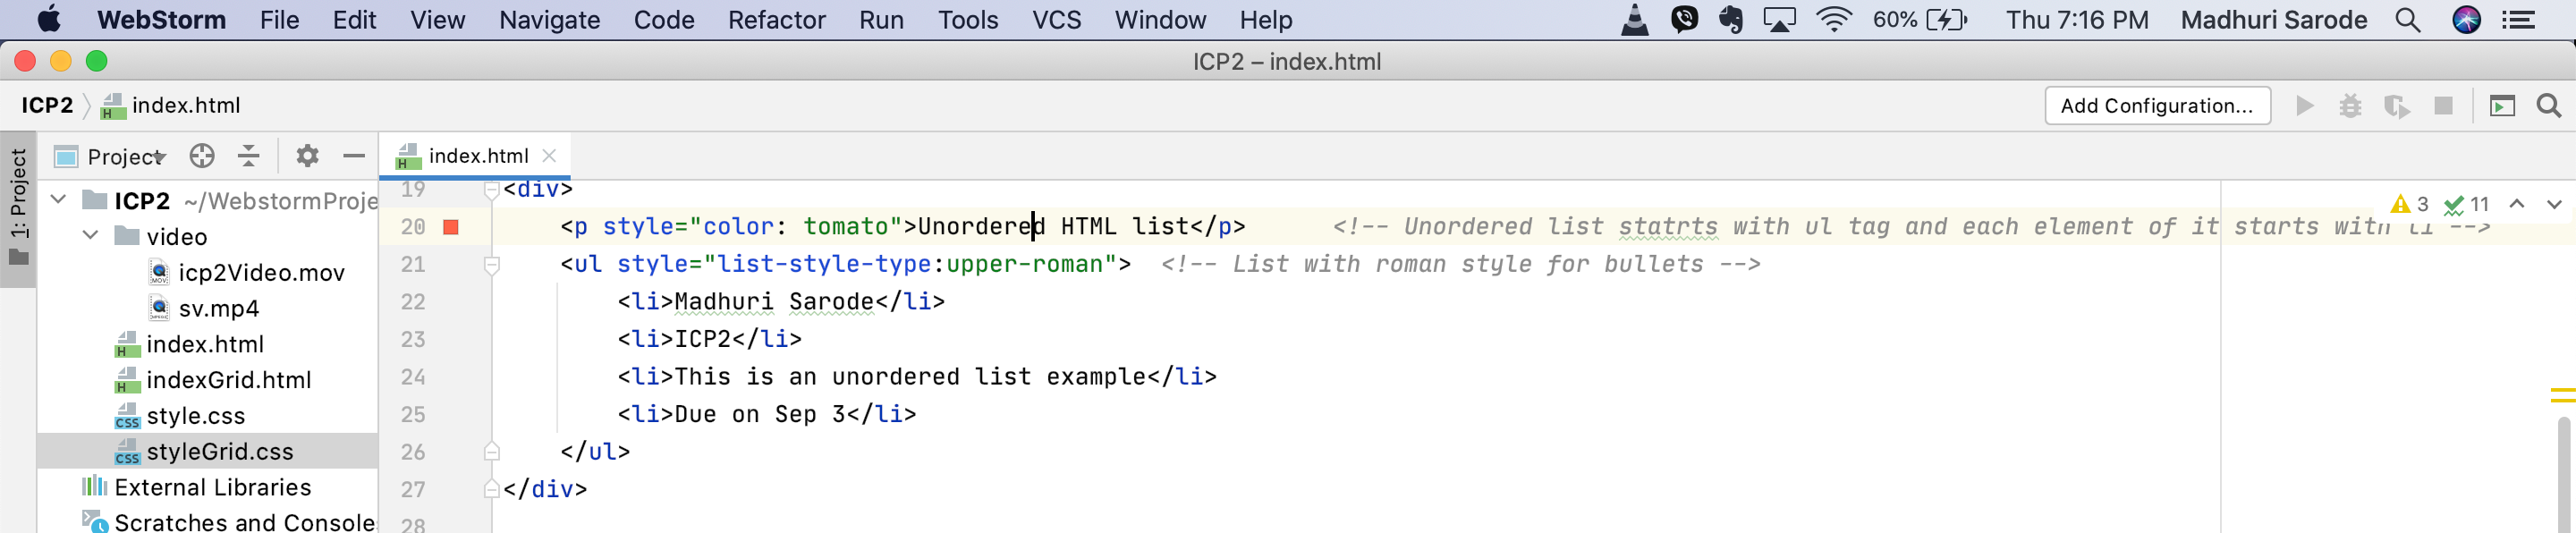 WebStorm File Edit View Navigate Code Refactor Run Tools VCS Window Help 60% Thu 7:16 PM Madhuri Sarode
ICP2 – index.html
ICP2 index.html Add Configuration...
1: Project
Project
index.html
ICP2 ~/WebstormProje
video
icp2Video.mov
sv.mp4
index.html
indexGrid.html
style.css
styleGrid.css
External Libraries
Scratches and Console
3 11
19 <div>
20 <p style="color: tomato">Unordered HTML list</p> <!-- Unordered list statrts with ul tag and each element of it starts with li -->
21 <ul style="list-style-type:upper-roman"> <!-- List with roman style for bullets -->
22 <li>Madhuri Sarode</li>
23 <li>ICP2</li>
24 <li>This is an unordered list example</li>
25 <li>Due on Sep 3</li>
26 </ul>
27 </div>
28